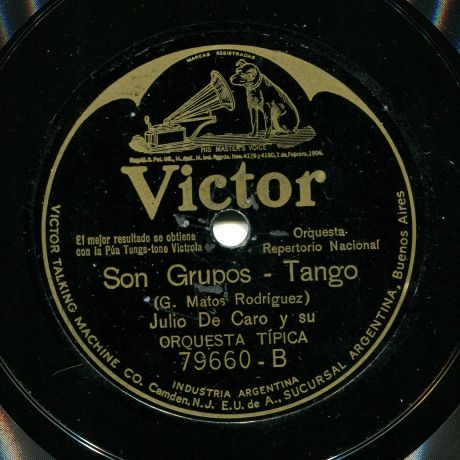 MARCAS REGISTRADAS
HIS MASTER'S VOICE
Victor
El mejor resultado se obtiene
con la Púa Tungs-tone Victrola
Orquesta
Repertorio Nacional
Son Grupos - Tango
(G. Matos Rodríguez)
Julio De Caro y su
ORQUESTA TÍPICA
79660-B
INDUSTRIA ARGENTINA
VICTOR TALKING MACHINE CO. Camden, N.J. E.U. de A., SUCURSAL ARGENTINA, Buenos Aires